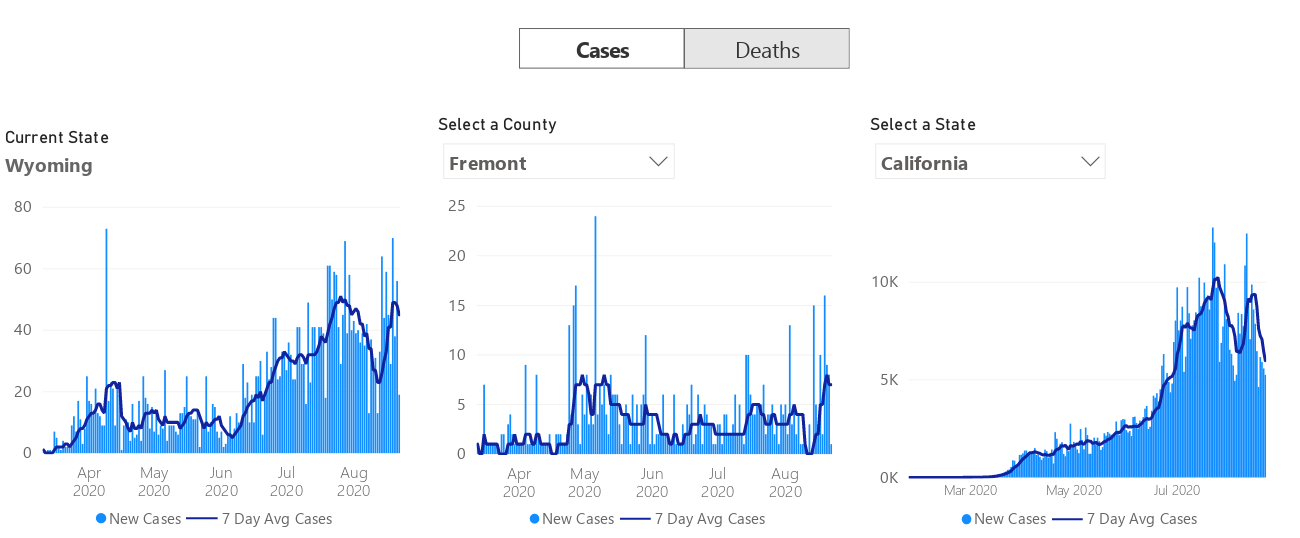 Cases Deaths
Current State
Wyoming
80
60
40
20
0
Apr 2020
May 2020
Jun 2020
Jul 2020
Aug 2020
New Cases 7 Day Avg Cases
Select a County
Fremont
25
20
15
10
5
0
Apr 2020
May 2020
Jun 2020
Jul 2020
Aug 2020
New Cases 7 Day Avg Cases
Select a State
California
10K
5K
0K
Mar 2020 May 2020 Jul 2020
New Cases 7 Day Avg Cases